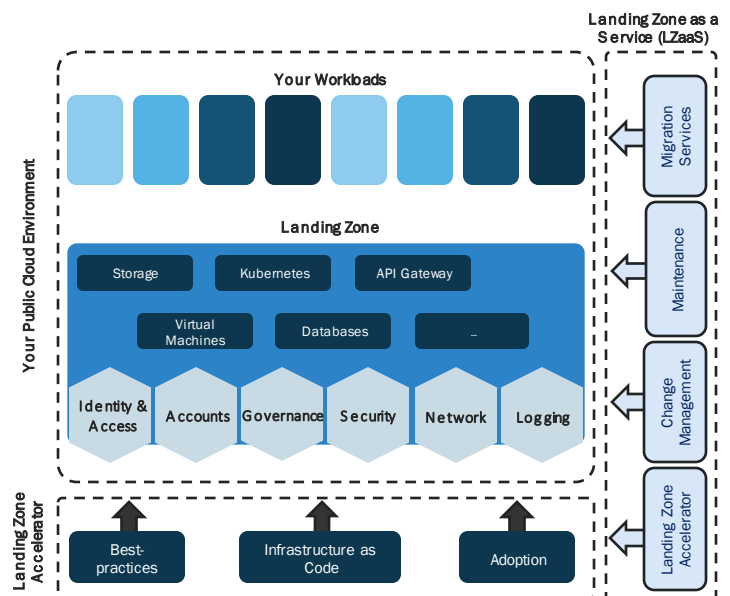 Landing Zone as a
Service (LZaaS)
Your Workloads
Migration
Services
Your Public Cloud Environment
Landing Zone
Storage
Kubernetes
API Gateway
Maintenance
Virtual
Machines
Databases
...
Identity &
Access
Accounts
Governance
Security
Network
Logging
Change
Management
Landing Zone
Accelerator
Best-
practices
Infrastructure as
Code
Adoption
Landing Zone
Accelerator